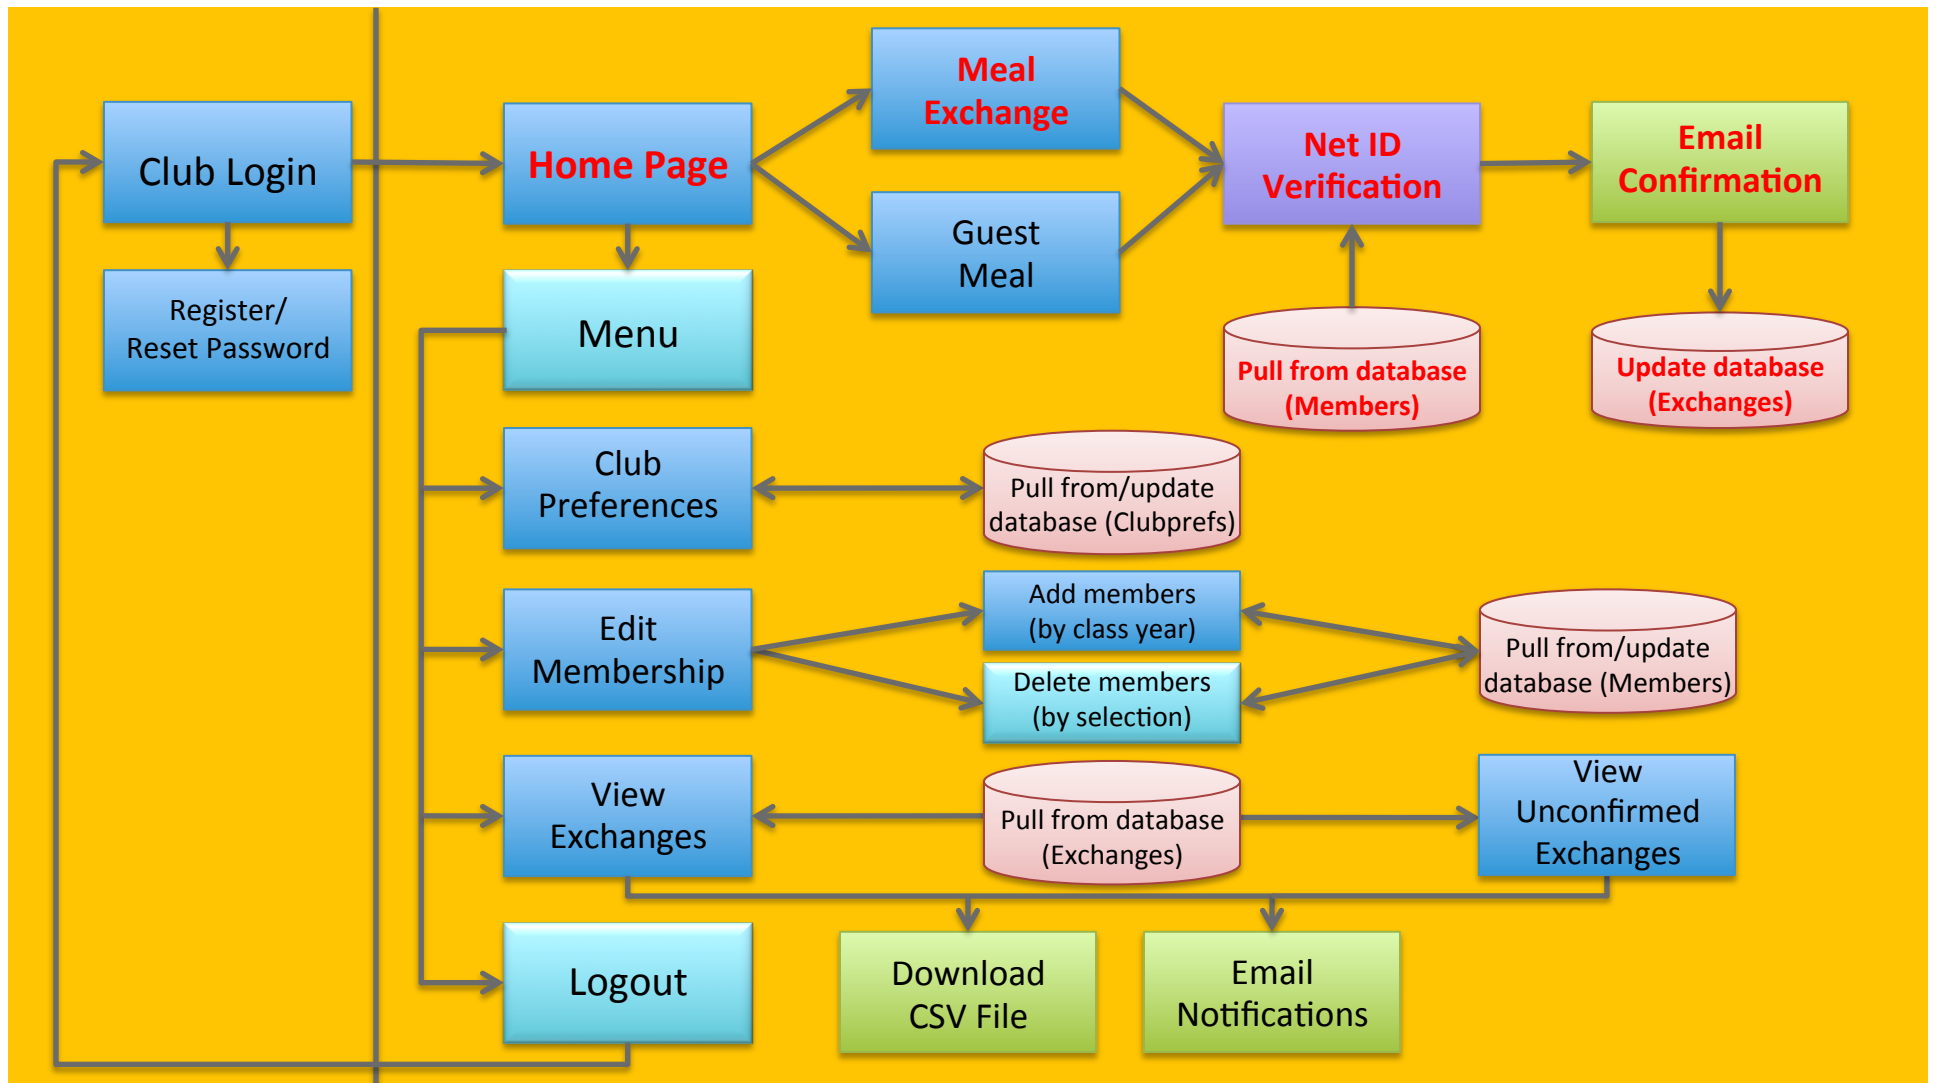 Club Login
Register/
Reset Password
Home Page
Meal
Exchange
Guest
Meal
Net ID
Verification
Email
Confirmation
Pull from database
(Members)
Update database
(Exchanges)
Menu
Club
Preferences
Pull from/update
database (Clubprefs)
Edit
Membership
Add members
(by class year)
Delete members
(by selection)
Pull from/update
database (Members)
View
Exchanges
Pull from database
(Exchanges)
View
Unconfirmed
Exchanges
Logout
Download
CSV File
Email
Notifications